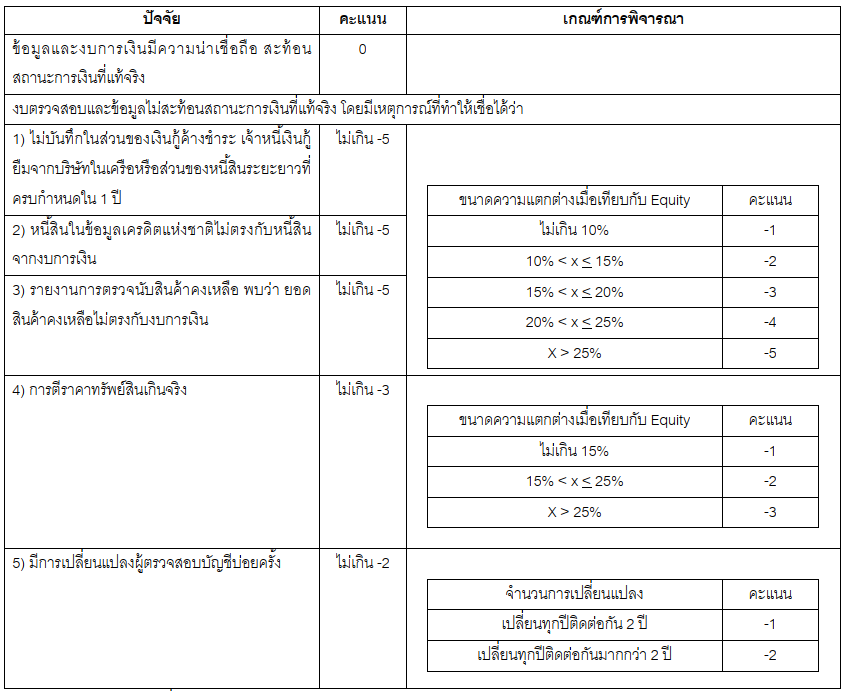 ปัจจัย คะแนน เกณฑ์การพิจารณา
ข้อมูลและงบการเงินมีความน่าเชื่อถือ สะท้อน 0
สถานะการเงินที่แท้จริง
งบตรวจสอบและข้อมูลไม่สะท้อนสถานะการเงินที่แท้จริง โดยมีเหตุการณ์ที่ทำให้เชื่อได้ว่า
1) ไม่บันทึกในส่วนของเงินกู้ค้างชำระ เจ้าหนี้เงินกู้ ไม่เกิน -5
ยืมจากบริษัทในเครือหรือส่วนของหนี้สินระยะยาวที่
ครบกำหนดใน 1 ปี
2) หนี้สินในข้อมูลเครดิตแห่งชาติไม่ตรงกับหนี้สิน ไม่เกิน -5
จากงบการเงิน
3) รายงานการตรวจนับสินค้าคงเหลือ พบว่า ยอด ไม่เกิน -5
สินค้าคงเหลือไม่ตรงกับงบการเงิน
ขนาดความแตกต่างเมื่อเทียบกับ Equity คะแนน
ไม่เกิน 10% -1
10% < x ≤ 15% -2
15% < x ≤ 20% -3
20% < x ≤ 25% -4
X > 25% -5
4) การตีราคาทรัพย์สินเกินจริง ไม่เกิน -3
ขนาดความแตกต่างเมื่อเทียบกับ Equity คะแนน
ไม่เกิน 15% -1
15% < x ≤ 25% -2
X > 25% -3
5) มีการเปลี่ยนแปลงผู้ตรวจสอบบัญชีบ่อยครั้ง ไม่เกิน -2
จำนวนการเปลี่ยนแปลง คะแนน
เปลี่ยนทุกปีติดต่อกัน 2 ปี -1
เปลี่ยนทุกปีติดต่อกันมากกว่า 2 ปี -2